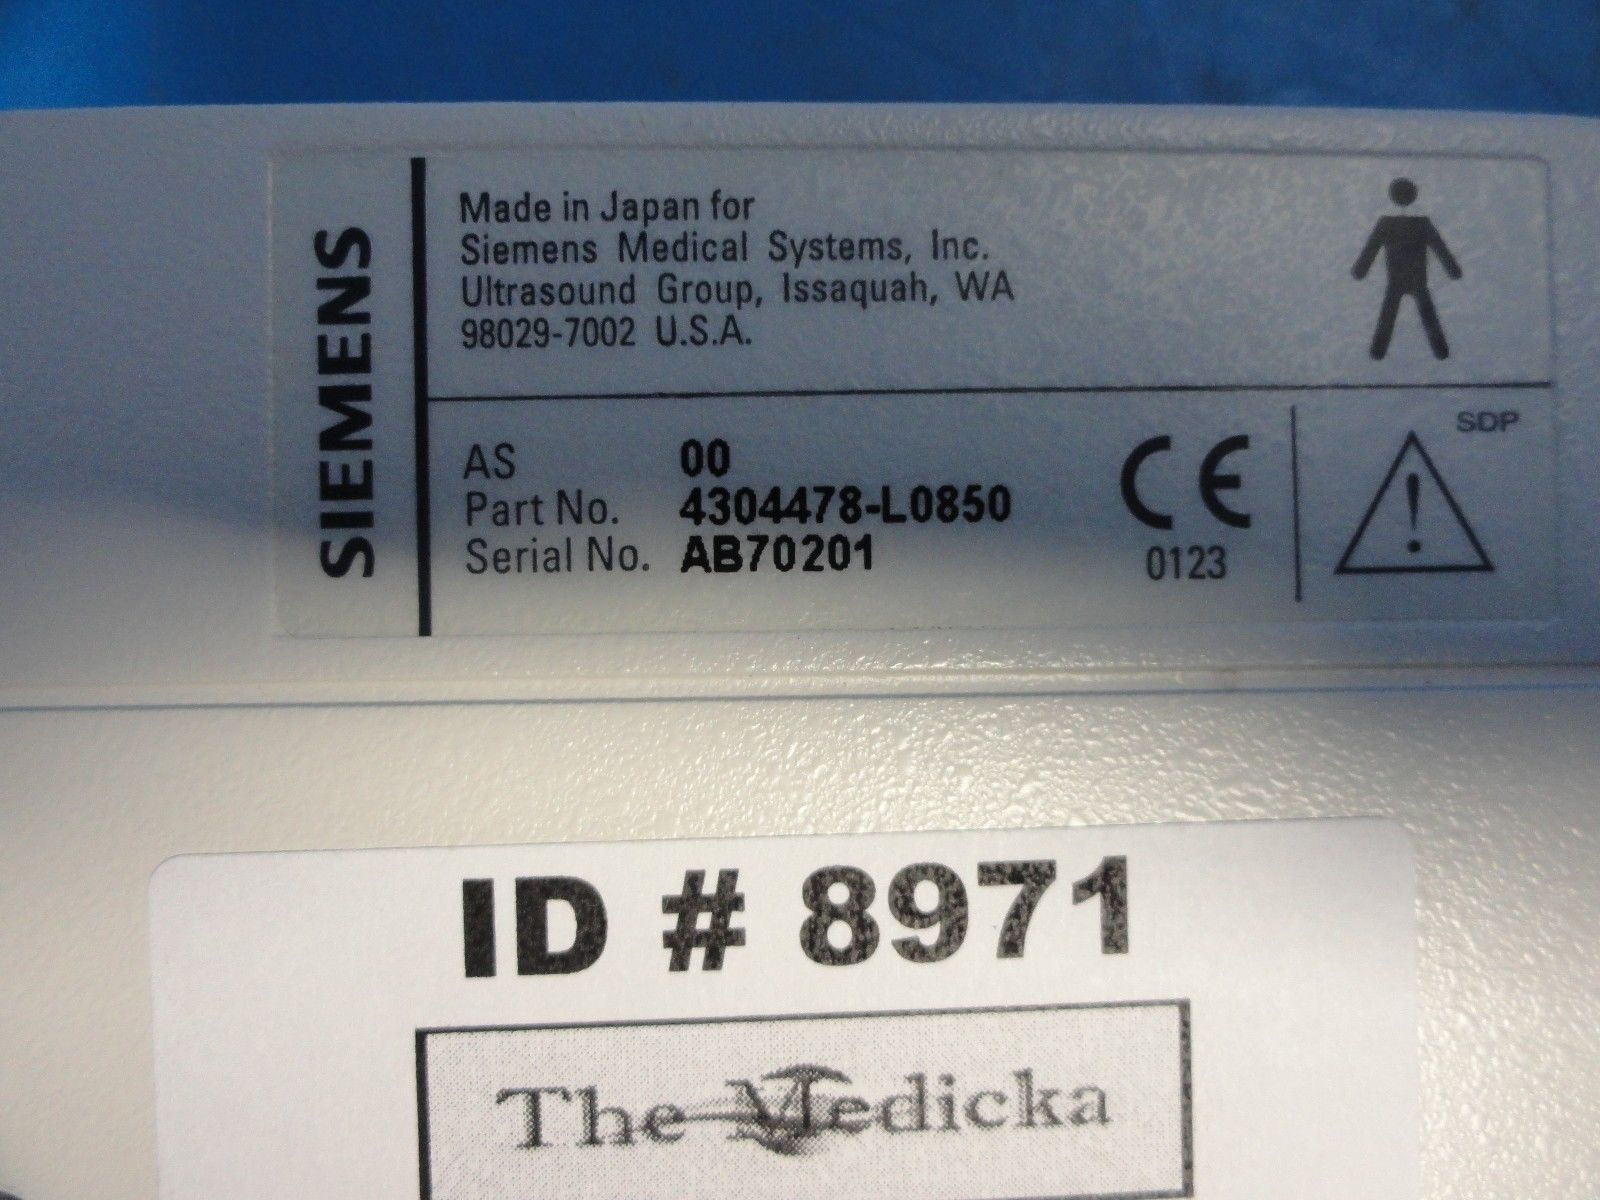 SIEMENS
Made in Japan for
Siemens Medical Systems, Inc.
Ultrasound Group, Issaquah, WA
98029-7002 U.S.A.
AS 00
Part No. 4304478-L0850
Serial No. AB70201
CE
0123
SDP
!
ID # 8971
The Medicka